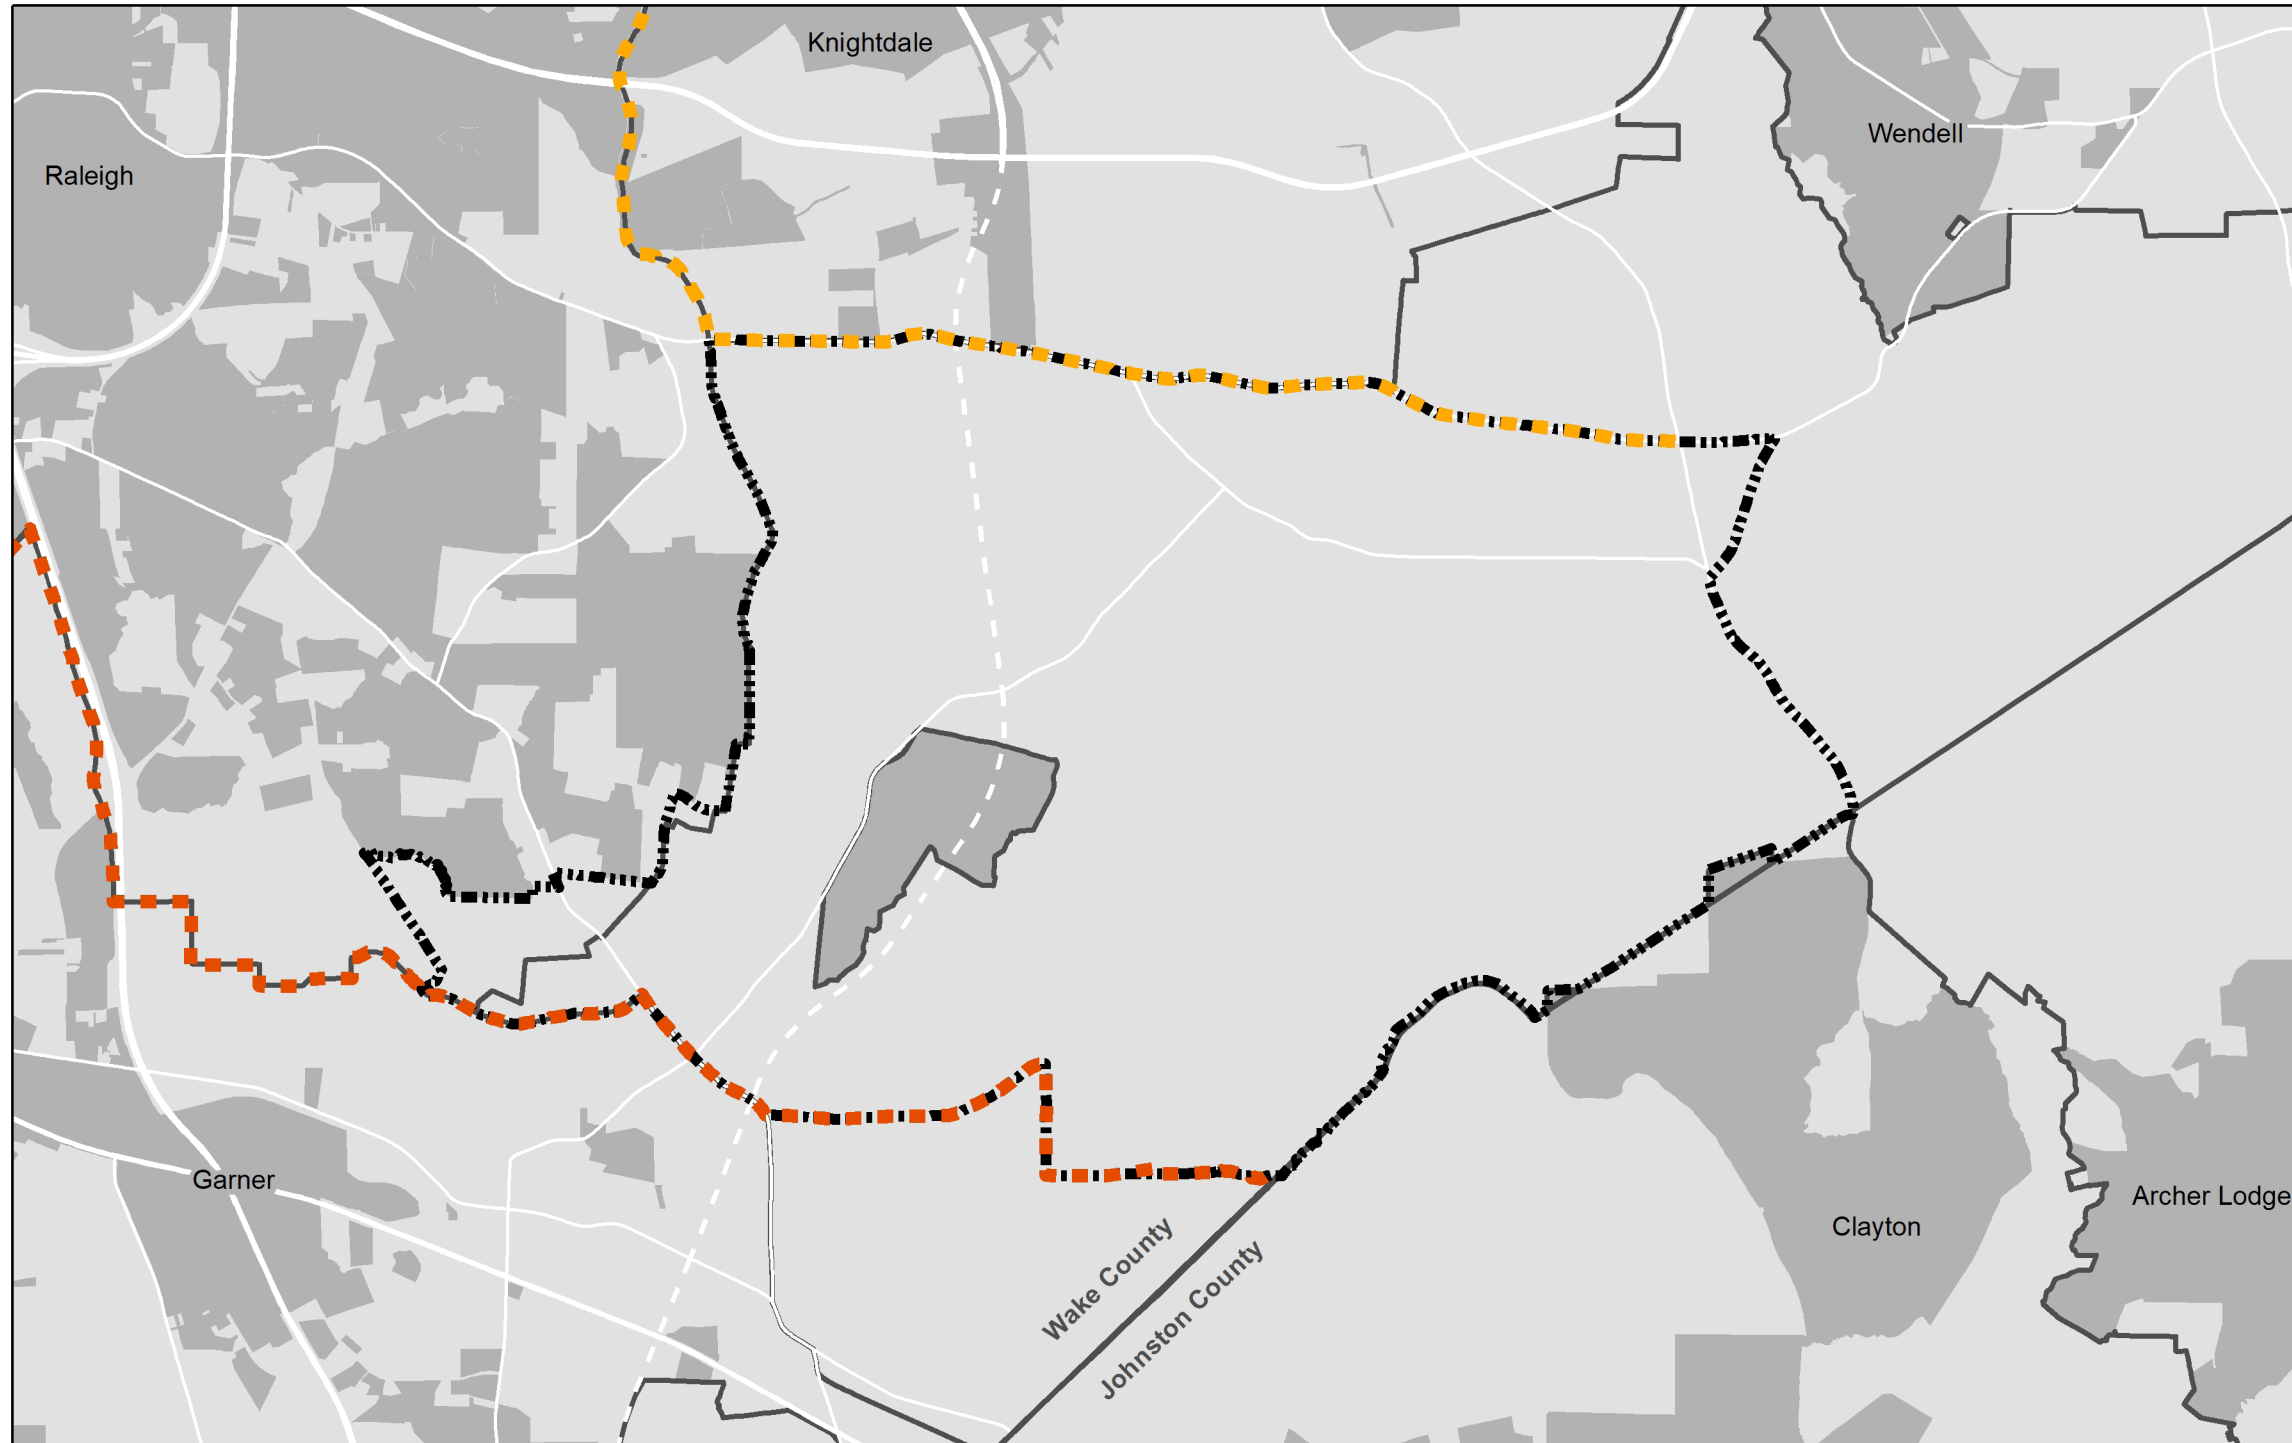 Knightdale
Wendell
Raleigh
Garner
Archer Lodge
Clayton
Wake County
Johnston County